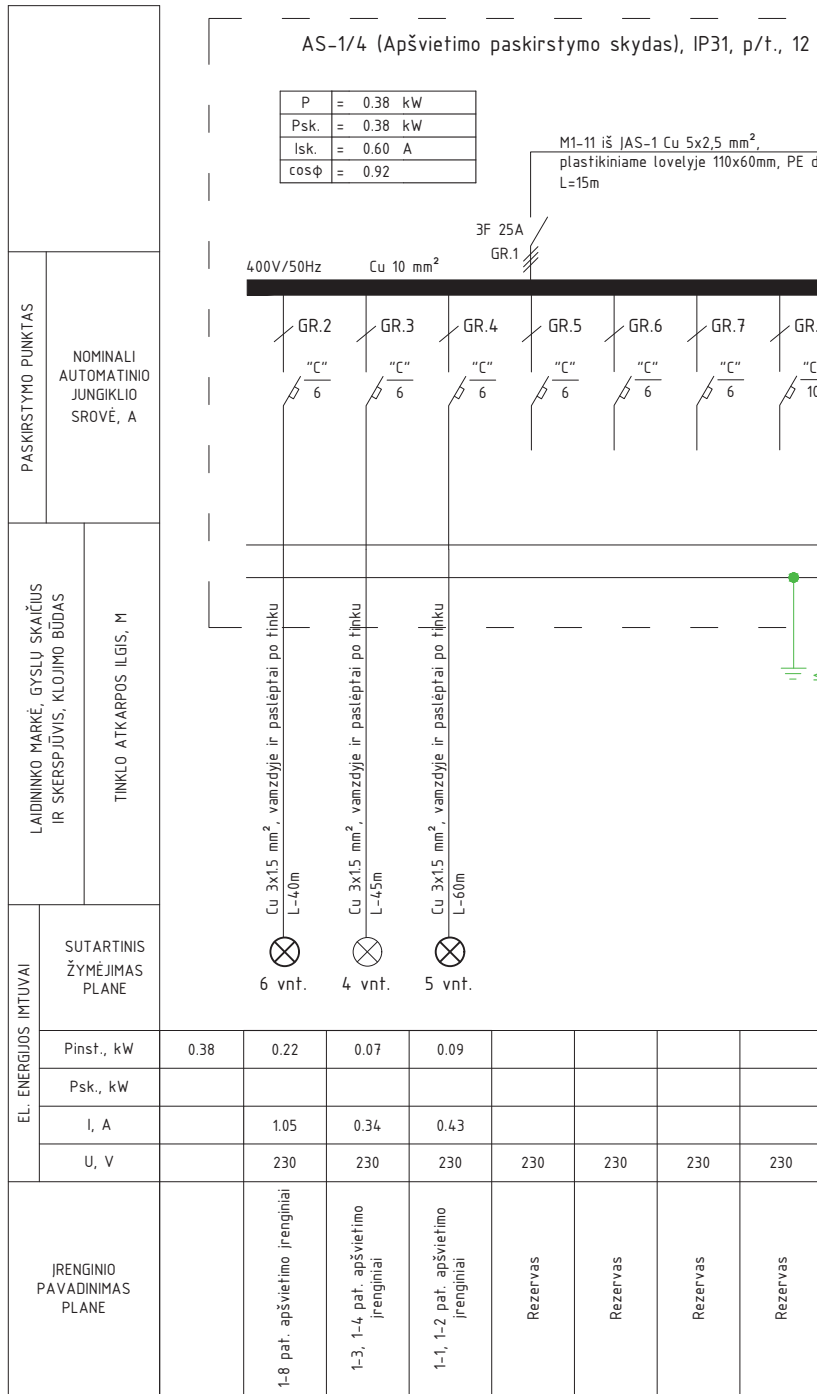 AS-1/4 (Apšvietimo paskirstymo skydas), IP31, p/t., 12
P = 0.38 kW
Psk. = 0.38 kW
Isk. = 0.60 A
cosϕ = 0.92
M1-11 iš ĮAS-1 Cu 5x2,5 mm²,
plastikiniame lovelyje 110x60mm, PE d
L=15m
3F 25A
GR.1
400V/50Hz Cu 10 mm²
GR.2 GR.3 GR.4 GR.5 GR.6 GR.7 GR.
"C" "C" "C" "C" "C" "C" "C
6 6 6 6 6 6 10
PASKIRSTYMO PUNKTAS
NOMINALI
AUTOMATINIO
JUNGIKLIO
SROVĖ, A
LAIDININKO MARKĖ, GYSLŲ SKAIČIUS
IR SKERSPJŪVIS, KLOJIMO BŪDAS
TINKLO ATKARPOS ILGIS, M
Cu 3x1.5 mm², vamzdyje ir paslėptai po tinku
L-40m
Cu 3x1.5 mm², vamzdyje ir paslėptai po tinku
L-45m
Cu 3x1.5 mm², vamzdyje ir paslėptai po tinku
L-60m
EL. ENERGIJOS IMTUVAI
SUTARTINIS
ŽYMĖJIMAS
PLANE
6 vnt. 4 vnt. 5 vnt.
Pinst., kW 0.38 0.22 0.07 0.09
Psk., kW
I, A 1.05 0.34 0.43
U, V 230 230 230 230 230 230 230
ĮRENGINIO
PAVADINIMAS
PLANE
1-8 pat. apšvietimo įrenginiai
1-3, 1-4 pat. apšvietimo
įrenginiai
1-1, 1-2 pat. apšvietimo
įrenginiai
Rezervas
Rezervas
Rezervas
Rezervas